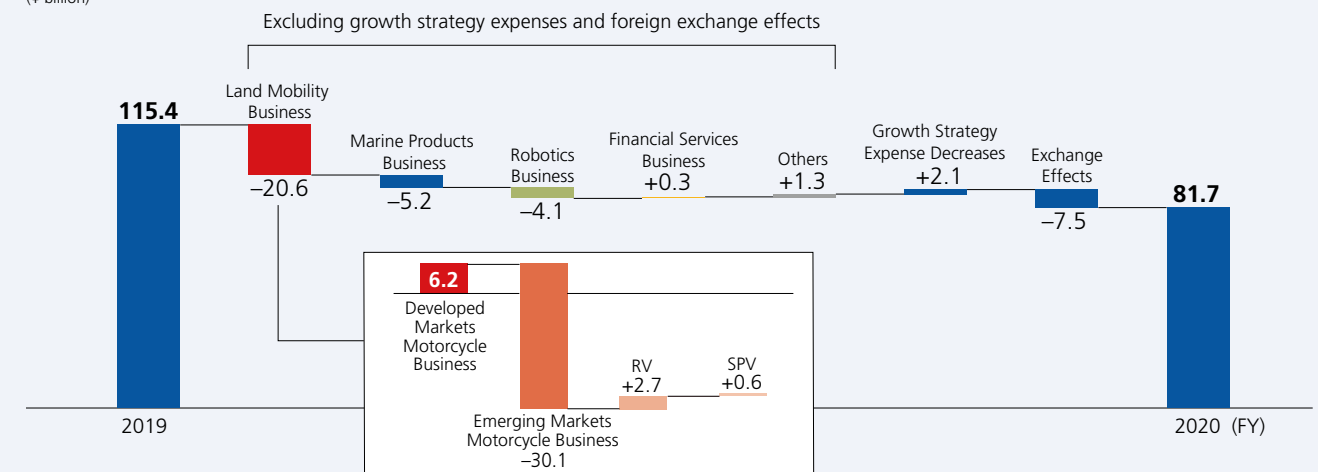 Excluding growth strategy expenses and foreign exchange effects
115.4
Land Mobility
Business
–20.6
Marine Products
Business
–5.2
Robotics
Business
–4.1
Financial Services
Business
+0.3
Others
+1.3
Growth Strategy
Expense Decreases
+2.1
Exchange
Effects
–7.5
81.7
6.2
Developed
Markets
Motorcycle
Business
Emerging Markets
Motorcycle Business
–30.1
RV
+2.7
SPV
+0.6
2019
2020 (FY)